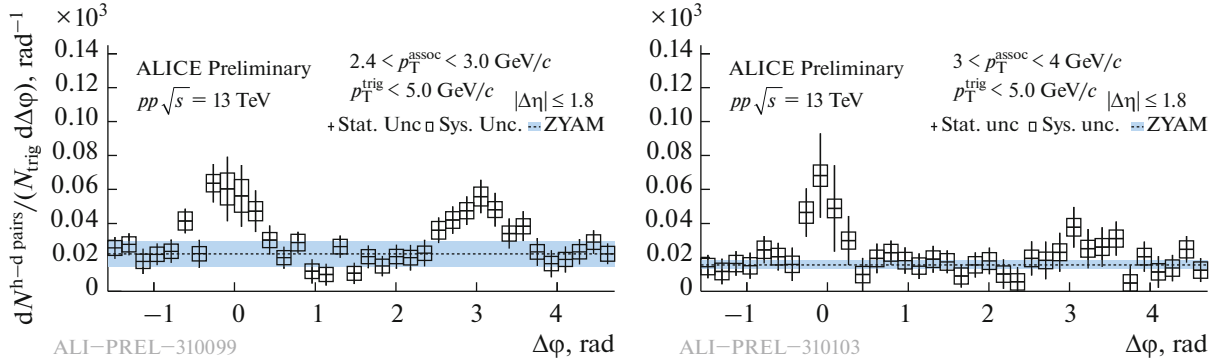 dN^h−d pairs/(N_trig dΔφ), rad^−1
×10^3
0.14
0.12
0.10
0.08
0.06
0.04
0.02
0
ALICE Preliminary
pp √s = 13 TeV
2.4 < p_T^assoc < 3.0 GeV/c
p_T^trig < 5.0 GeV/c
|Δη| ≤ 1.8
Stat. Unc Sys. Unc. ZYAM
−1 0 1 2 3 4
Δφ, rad
ALI−PREL−310099
×10^3
0.14
0.12
0.10
0.08
0.06
0.04
0.02
0
ALICE Preliminary
pp √s = 13 TeV
3 < p_T^assoc < 4 GeV/c
p_T^trig < 5.0 GeV/c
|Δη| ≤ 1.8
Stat. unc Sys. unc. ZYAM
−1 0 1 2 3 4
Δφ, rad
ALI−PREL−310103